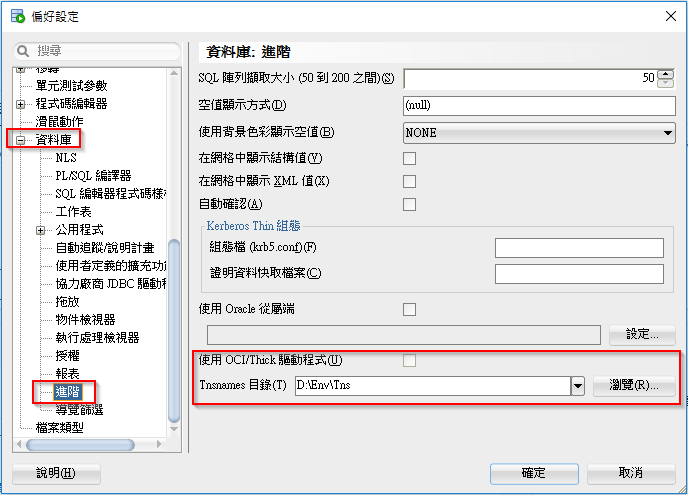 偏好設定
搜尋
移轉
單元測試參數
程式碼編輯器
滑鼠動作
資料庫
NLS
PL/SQL 編譯器
SQL 編輯器程式碼樣
工作表
公用程式
自動追蹤/說明計畫
使用者定義的擴充功
協力廠商 JDBC 驅動
拖放
物件檢視器
執行處理檢視器
授權
報表
進階
導覽篩選
檔案類型
資料庫: 進階
SQL 陣列擷取大小 (50 到 200 之間)(S) 50
空值顯示方式(D) (null)
使用背景色彩顯示空值(B) NONE
在網格中顯示結構值(Y)
在網格中顯示 XML 值(X)
自動確認(A)
Kerberos Thin 組態
組態檔 (krb5.conf)(F)
證明資料快取檔案(C)
使用 Oracle 從屬端
設定...
使用 OCI/Thick 驅動程式(U)
Tnsnames 目錄(T) D:\Env\Tns 瀏覽(R)...
說明(H) 確定 取消